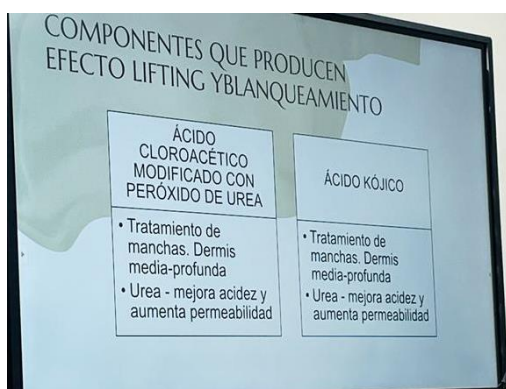 COMPONENTES QUE PRODUCEN
EFECTO LIFTING YBLANQUEAMIENTO
ÁCIDO
CLOROACÉTICO
MODIFICADO CON
PERÓXIDO DE UREA
• Tratamiento de
manchas. Dermis
media-profunda
• Urea - mejora acidez y
aumenta permeabilidad
ÁCIDO KÓJICO
• Tratamiento de
manchas. Dermis
media-profunda
• Urea - mejora acidez y
aumenta permeabilidad